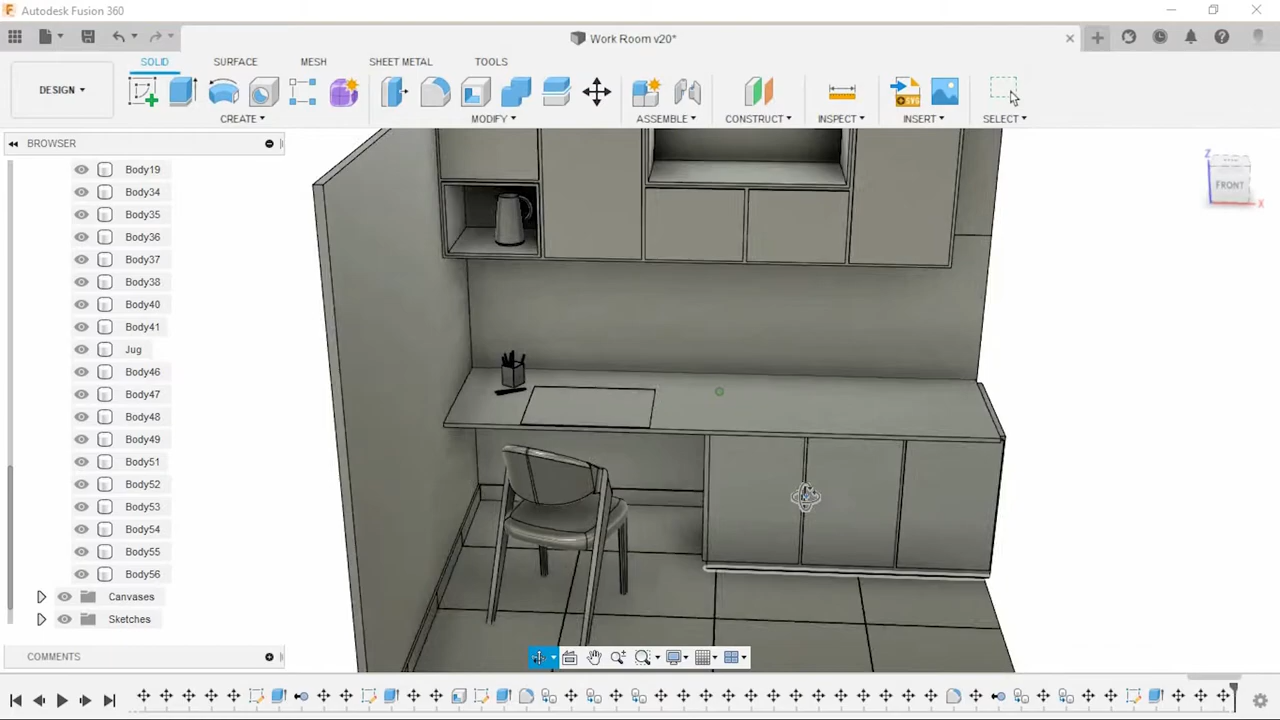 Autodesk Fusion 360
Work Room v20*
DESIGN
SOLID SURFACE MESH SHEET METAL TOOLS
CREATE MODIFY ASSEMBLE CONSTRUCT INSPECT INSERT SELECT
BROWSER
Body19
Body34
Body35
Body36
Body37
Body38
Body40
Body41
Jug
Body46
Body47
Body48
Body49
Body51
Body52
Body53
Body54
Body55
Body56
Canvases
Sketches
COMMENTS
Z
FRONT
X